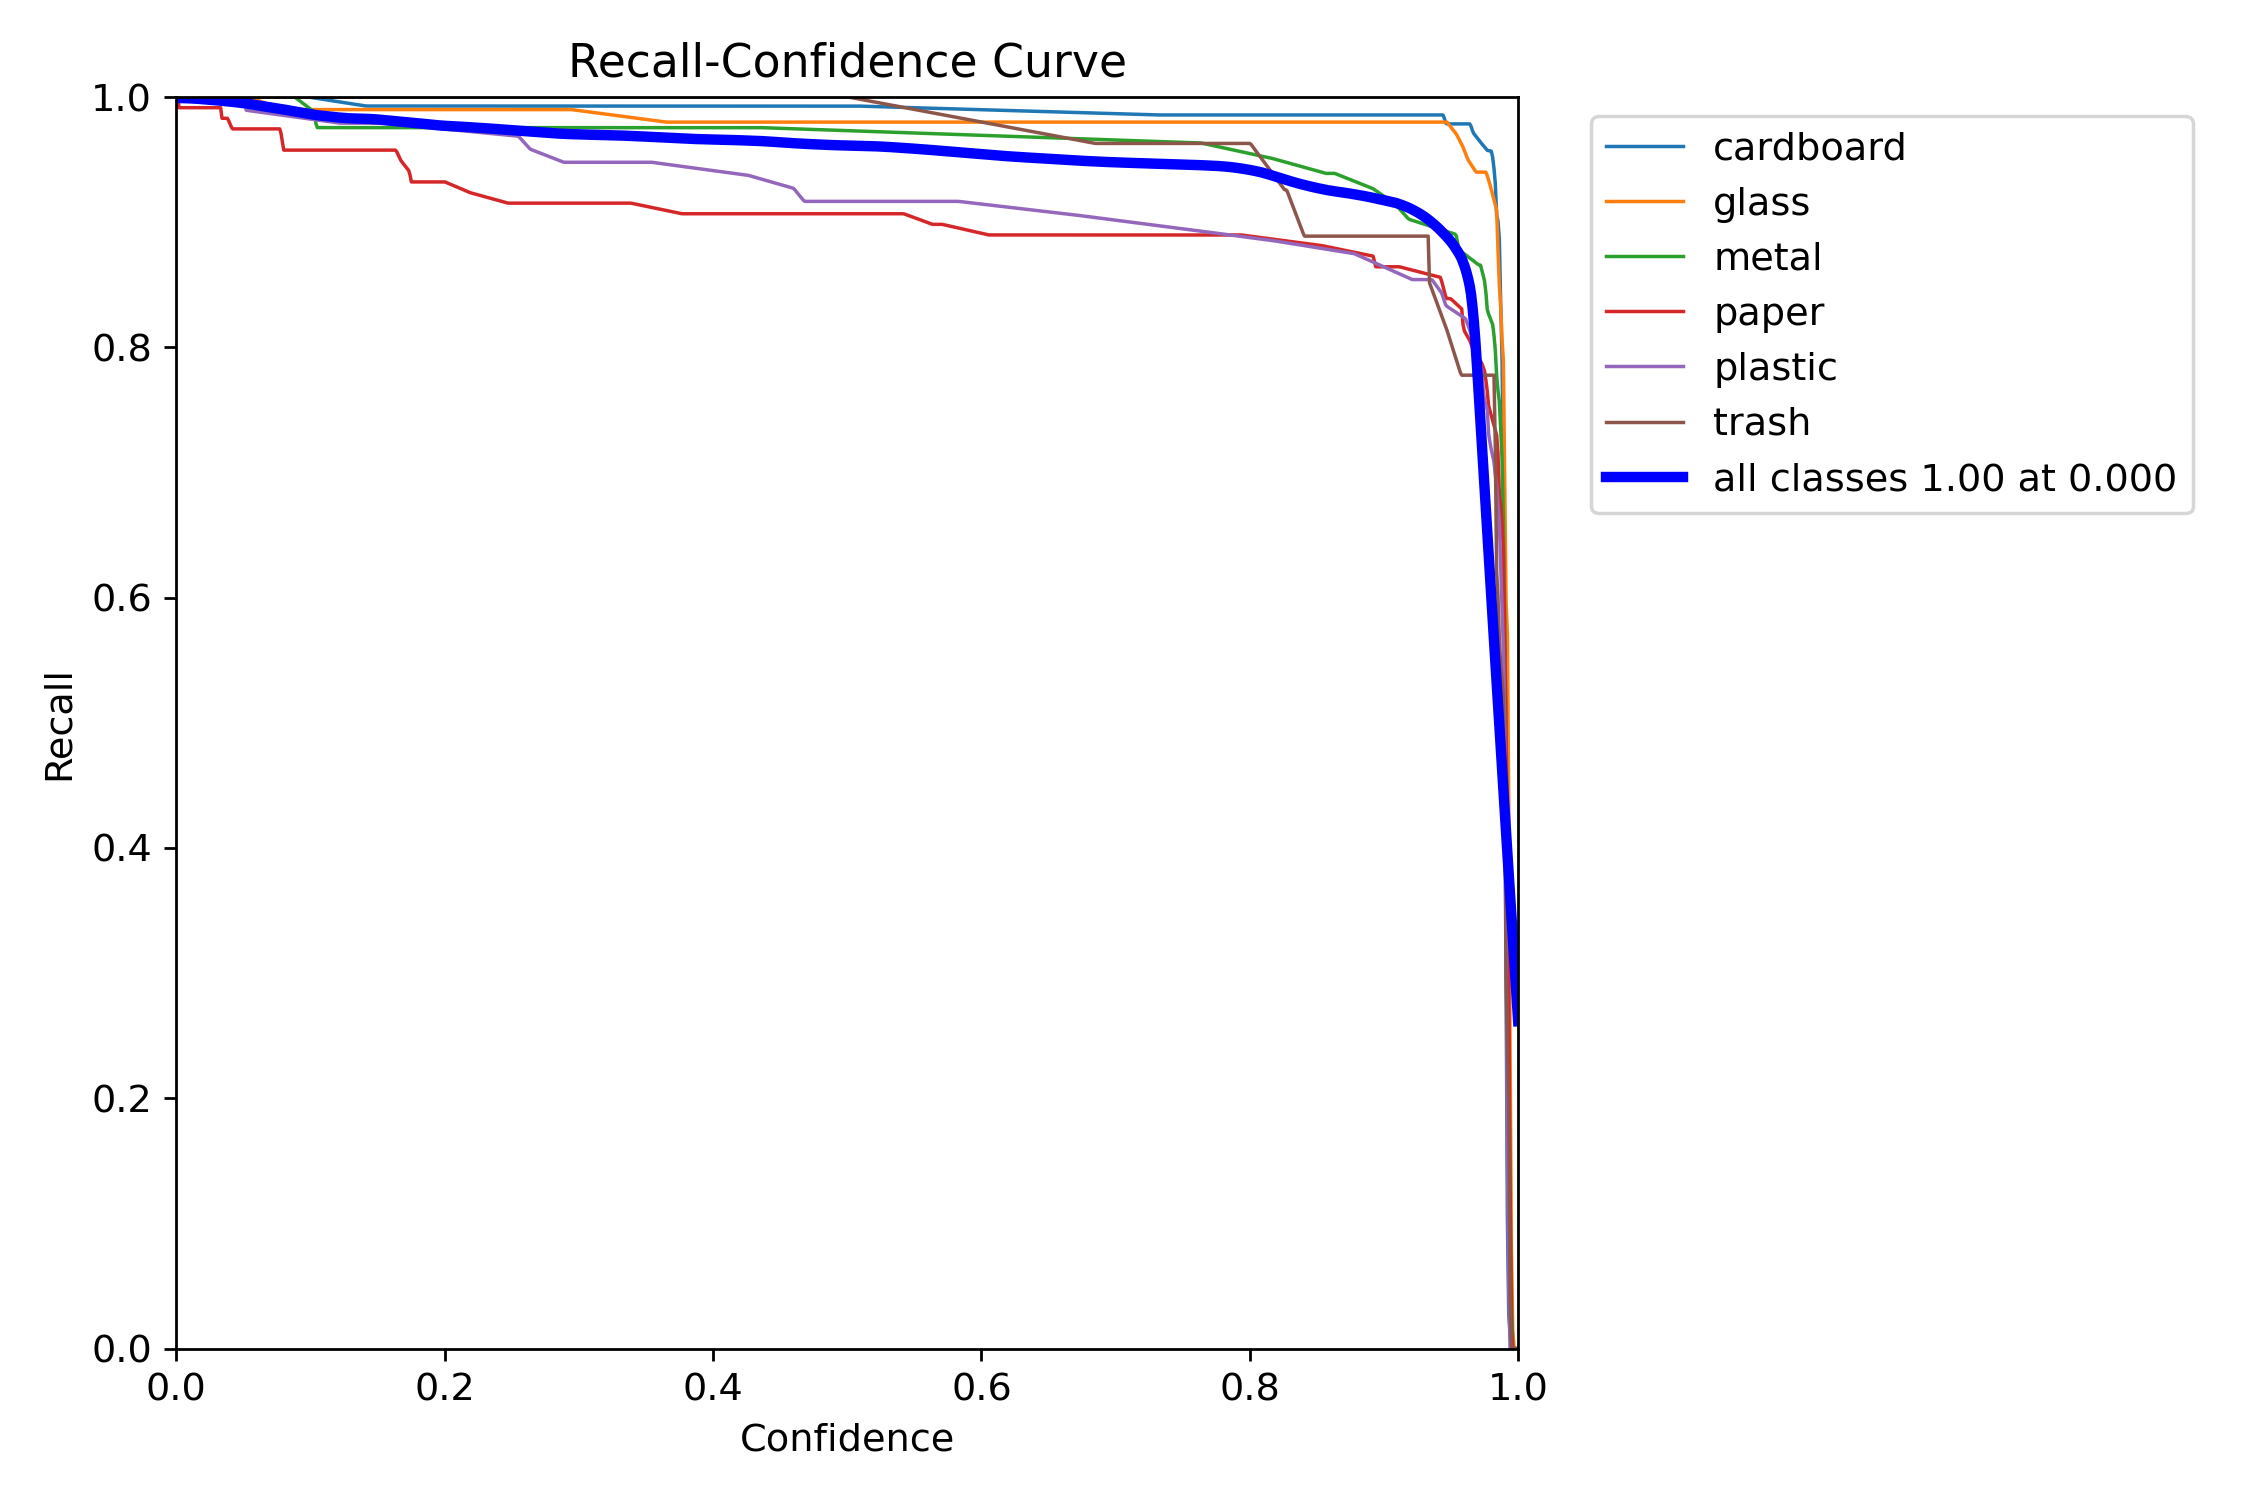 Recall-Confidence Curve
1.0
0.8
0.6
0.4
0.2
0.0
Recall
0.0 0.2 0.4 0.6 0.8 1.0
Confidence
cardboard
glass
metal
paper
plastic
trash
all classes 1.00 at 0.000